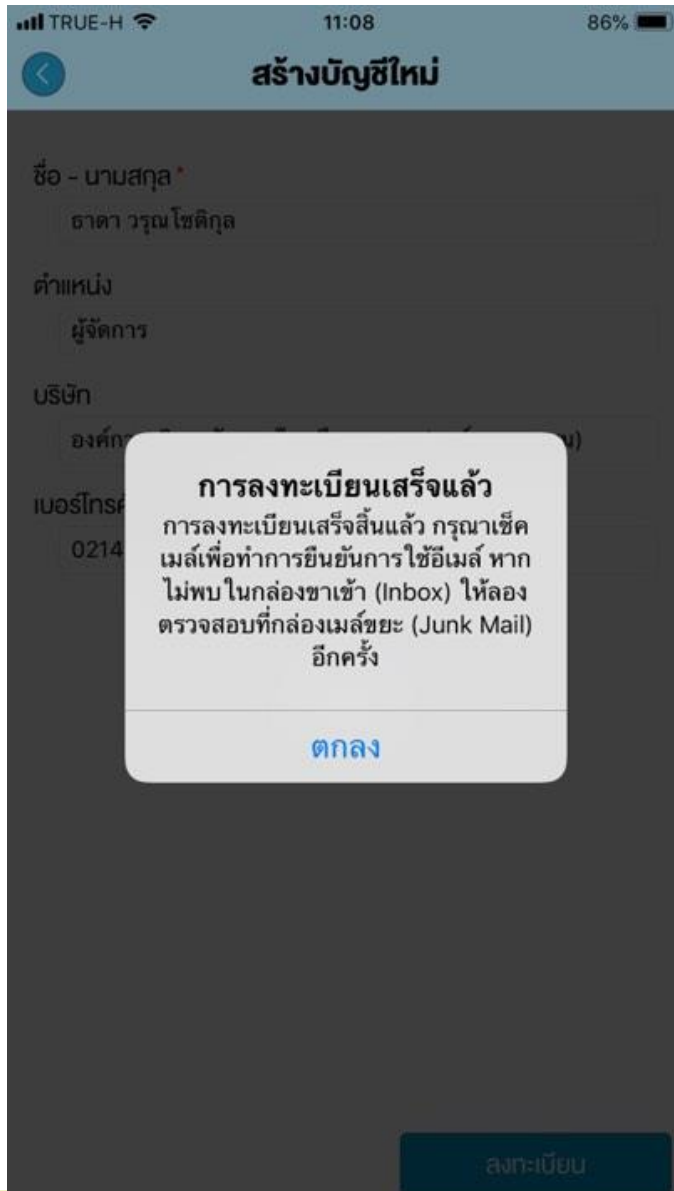 TRUE-H 11:08 86%
สร้างบัญชีใหม่
ชื่อ - นามสกุล *
ธาดา วรุณโชติกุล
ตำแหน่ง
ผู้จัดการ
บริษัท
น)
การลงทะเบียนเสร็จแล้ว
การลงทะเบียนเสร็จสิ้นแล้ว กรุณาเช็ค
เมล์เพื่อทำการยืนยันการใช้อีเมล์ หาก
ไม่พบในกล่องขาเข้า (Inbox) ให้ลอง
ตรวจสอบที่กล่องเมล์ขยะ (Junk Mail)
อีกครั้ง
0214
ตกลง
ลงทะเบียน